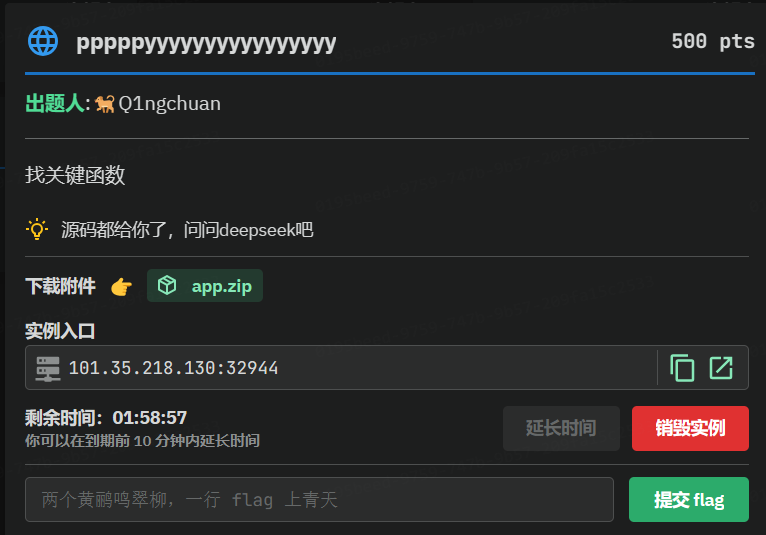 pppppyyyyyyyyyyyyyyyy 500 pts
出题人:🐕Q1ngchuan
找关键函数
源码都给你了，问问deepseek吧
下载附件 👉 app.zip
实例入口
101.35.218.130:32944
剩余时间：01:58:57
你可以在到期前 10 分钟内延长时间
延长时间 销毁实例
两个黄鹂鸣翠柳，一行 flag 上青天 提交 flag